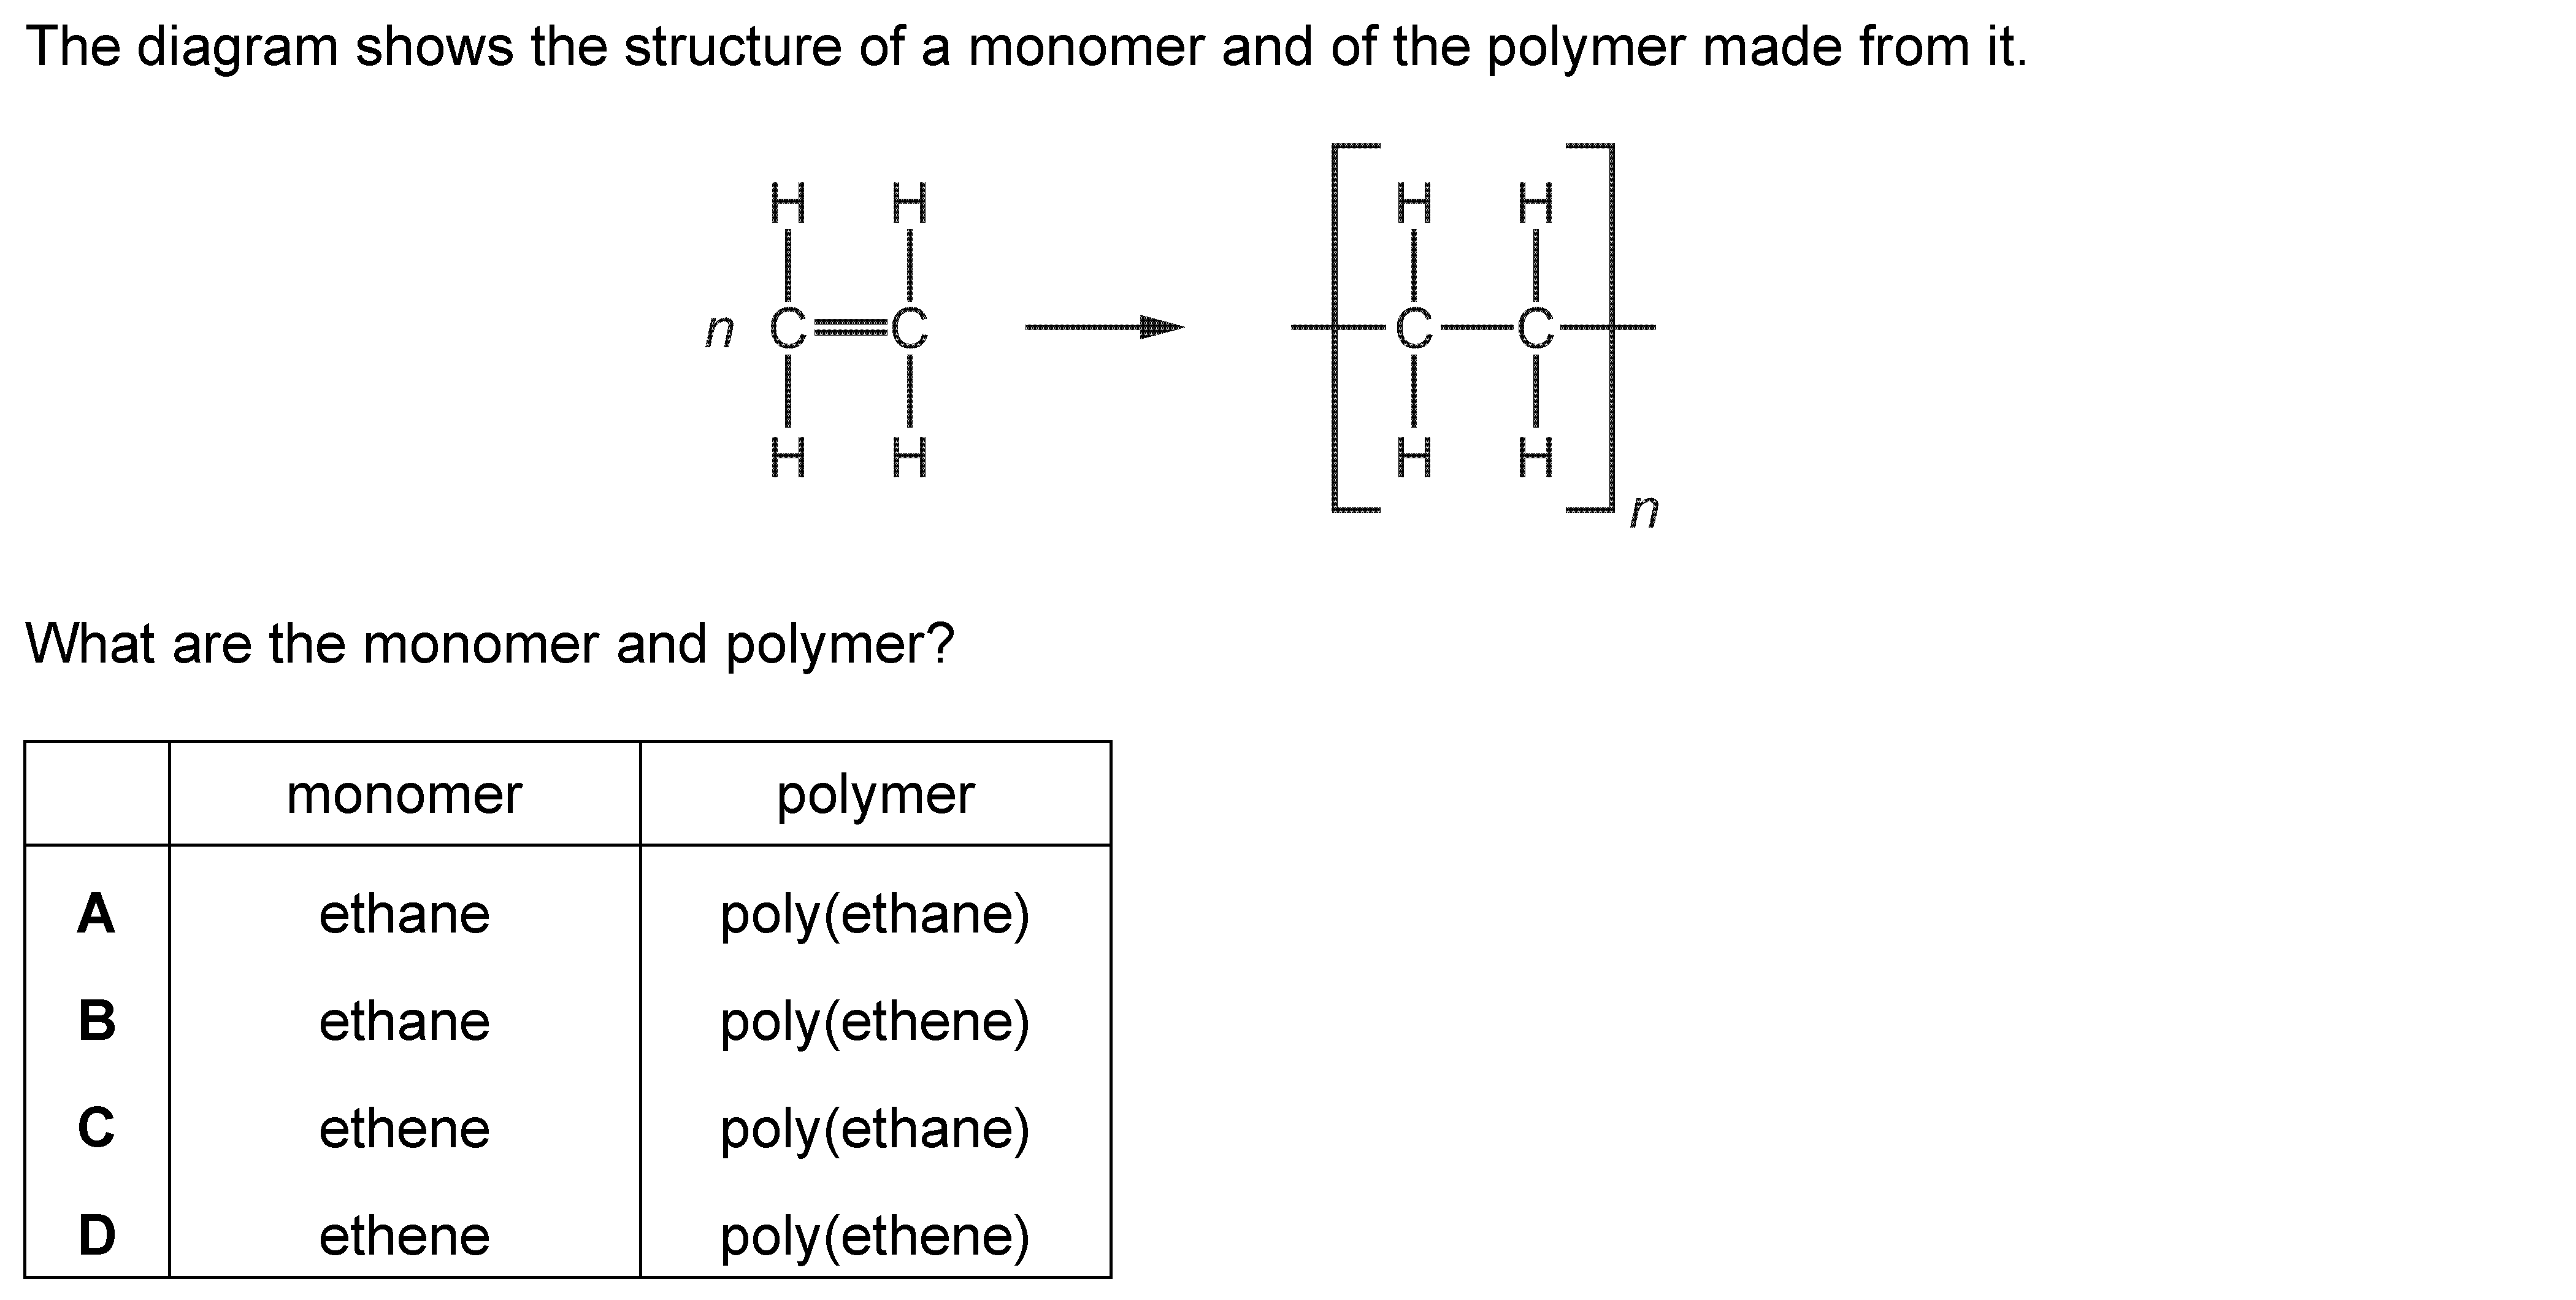 The diagram shows the structure of a monomer and of the polymer made from it.
H H H H
n C C C C
H H H H
n
What are the monomer and polymer?
monomer polymer
A ethane poly(ethane)
B ethane poly(ethene)
C ethene poly(ethane)
D ethene poly(ethene)